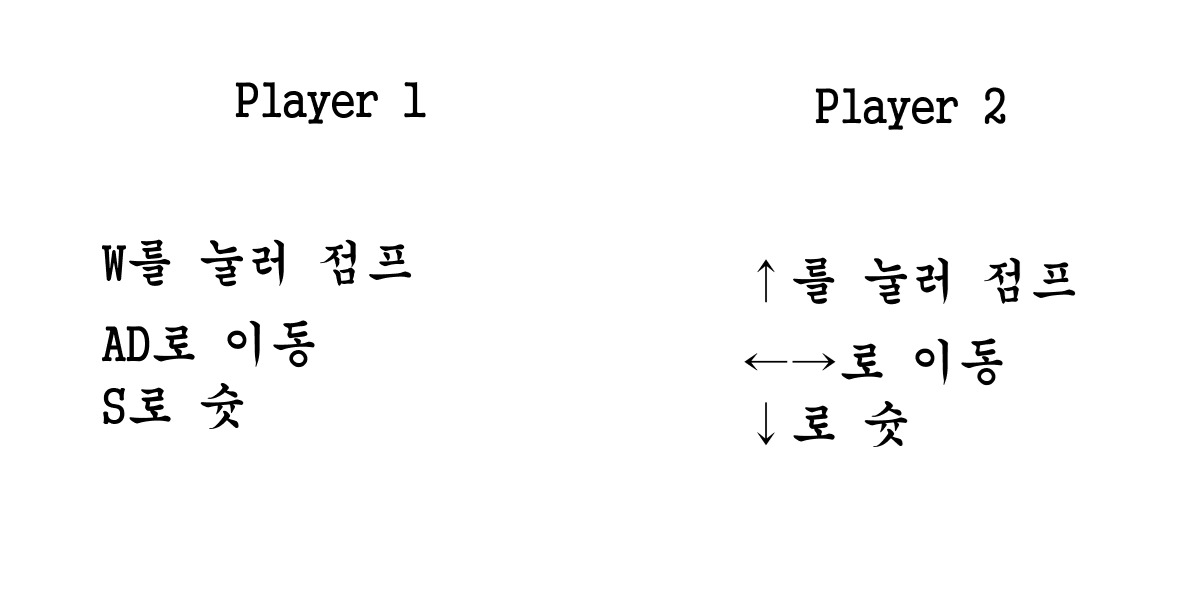 Player 1
W를 눌러 점프
AD로 이동
S로 슛
Player 2
↑를 눌러 점프
←→로 이동
↓로 슛